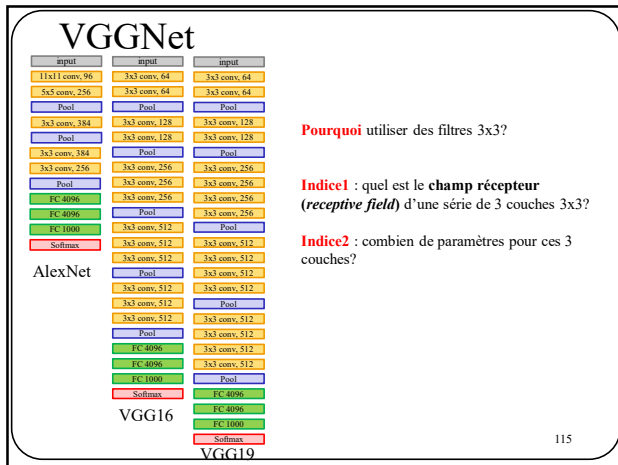 VGGNet
input
11x11 conv, 96
5x5 conv, 256
Pool
3x3 conv, 384
Pool
3x3 conv, 384
3x3 conv, 256
Pool
FC 4096
FC 4096
FC 1000
Softmax
AlexNet
input
3x3 conv, 64
3x3 conv, 64
Pool
3x3 conv, 128
3x3 conv, 128
Pool
3x3 conv, 256
3x3 conv, 256
3x3 conv, 256
Pool
3x3 conv, 512
3x3 conv, 512
3x3 conv, 512
Pool
3x3 conv, 512
3x3 conv, 512
3x3 conv, 512
Pool
FC 4096
FC 4096
FC 1000
Softmax
VGG16
input
3x3 conv, 64
3x3 conv, 64
Pool
3x3 conv, 128
3x3 conv, 128
Pool
3x3 conv, 256
3x3 conv, 256
3x3 conv, 256
3x3 conv, 256
Pool
3x3 conv, 512
3x3 conv, 512
3x3 conv, 512
3x3 conv, 512
Pool
3x3 conv, 512
3x3 conv, 512
3x3 conv, 512
3x3 conv, 512
Pool
FC 4096
FC 4096
FC 1000
Softmax
VGG19
Pourquoi utiliser des filtres 3x3?
Indice1 : quel est le champ récepteur
(receptive field) d’une série de 3 couches 3x3?
Indice2 : combien de paramètres pour ces 3
couches?
115